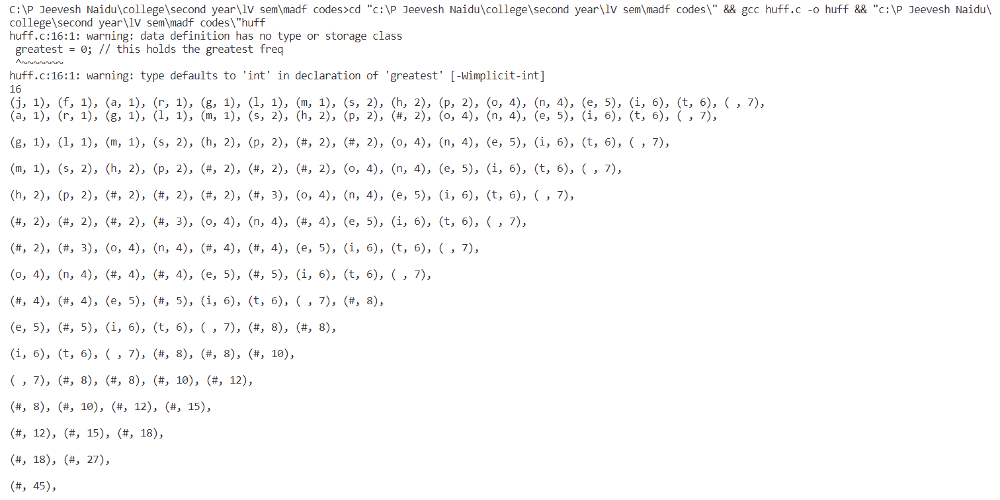 C:\P Jeevesh Naidu\college\second year\lV sem\madf codes>cd "c:\P Jeevesh Naidu\college\second year\lV sem\madf codes\" && gcc huff.c -o huff && "c:\P Jeevesh Naidu\
college\second year\lV sem\madf codes\"huff
huff.c:16:1: warning: data definition has no type or storage class
 greatest = 0; // this holds the greatest freq
 ^~~~~~~~
huff.c:16:1: warning: type defaults to 'int' in declaration of 'greatest' [-Wimplicit-int]
16
(j, 1), (f, 1), (a, 1), (r, 1), (g, 1), (l, 1), (m, 1), (s, 2), (h, 2), (p, 2), (o, 4), (n, 4), (e, 5), (i, 6), (t, 6), ( , 7),
(a, 1), (r, 1), (g, 1), (l, 1), (m, 1), (s, 2), (h, 2), (p, 2), (#, 2), (o, 4), (n, 4), (e, 5), (i, 6), (t, 6), ( , 7),
(g, 1), (l, 1), (m, 1), (s, 2), (h, 2), (p, 2), (#, 2), (#, 2), (o, 4), (n, 4), (e, 5), (i, 6), (t, 6), ( , 7),
(m, 1), (s, 2), (h, 2), (p, 2), (#, 2), (#, 2), (#, 2), (o, 4), (n, 4), (e, 5), (i, 6), (t, 6), ( , 7),
(h, 2), (p, 2), (#, 2), (#, 2), (#, 2), (#, 3), (o, 4), (n, 4), (e, 5), (i, 6), (t, 6), ( , 7),
(#, 2), (#, 2), (#, 2), (#, 3), (o, 4), (n, 4), (#, 4), (e, 5), (i, 6), (t, 6), ( , 7),
(#, 2), (#, 3), (o, 4), (n, 4), (#, 4), (#, 4), (e, 5), (i, 6), (t, 6), ( , 7),
(o, 4), (n, 4), (#, 4), (#, 4), (e, 5), (#, 5), (i, 6), (t, 6), ( , 7),
(#, 4), (#, 4), (e, 5), (#, 5), (i, 6), (t, 6), ( , 7), (#, 8),
(e, 5), (#, 5), (i, 6), (t, 6), ( , 7), (#, 8), (#, 8),
(i, 6), (t, 6), ( , 7), (#, 8), (#, 8), (#, 10),
( , 7), (#, 8), (#, 8), (#, 10), (#, 12),
(#, 8), (#, 10), (#, 12), (#, 15),
(#, 12), (#, 15), (#, 18),
(#, 18), (#, 27),
(#, 45),